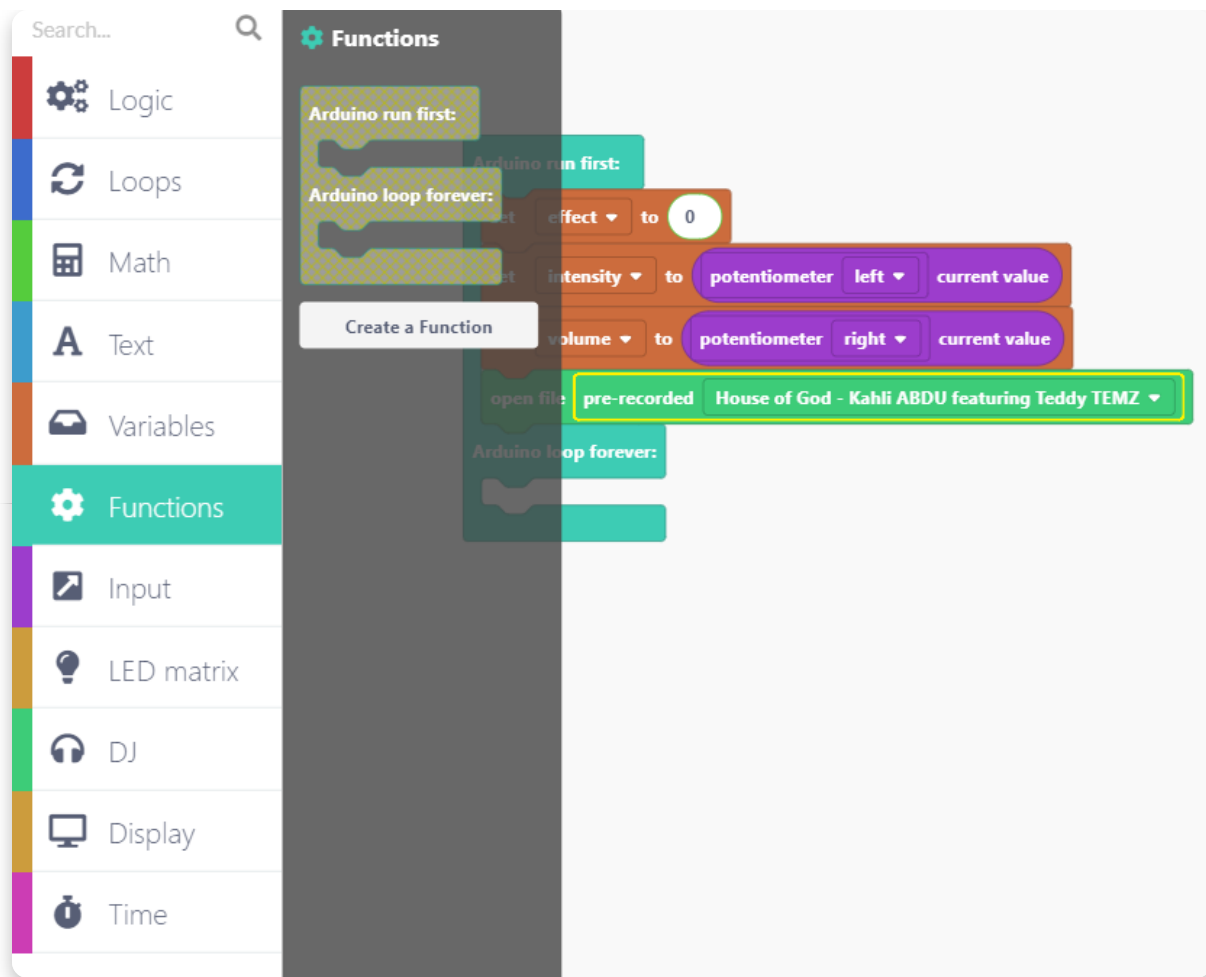 Search...
Logic
Loops
Math
Text
Variables
Functions
Input
LED matrix
DJ
Display
Time
Functions
Arduino run first:
Arduino loop forever:
Create a Function
Arduino run first:
set effect to 0
set intensity to potentiometer left current value
volume to potentiometer right current value
open file pre-recorded House of God - Kahli ABDU featuring Teddy TEMZ
Arduino loop forever: